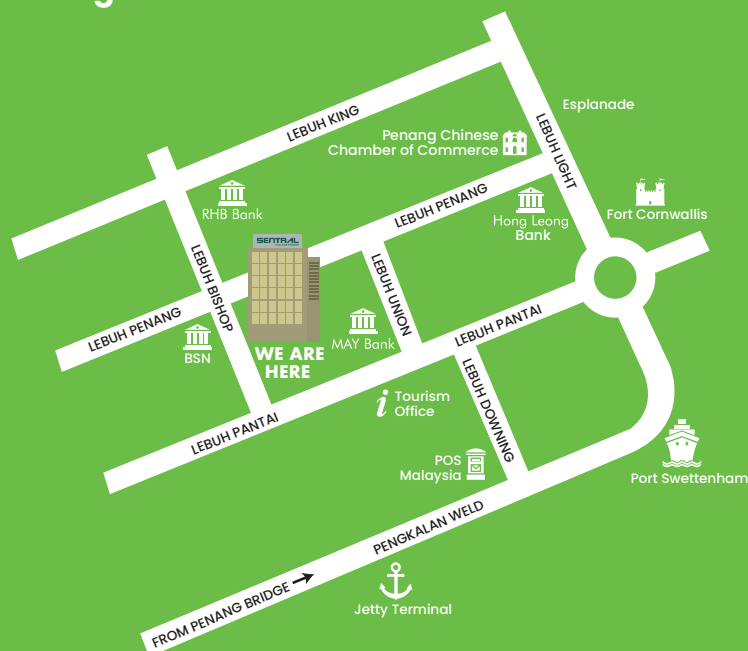 g
LEBUH KING
Esplanade
Penang Chinese
Chamber of Commerce
LEBUH LIGHT
RHB Bank
LEBUH PENANG
Hong Leong
Bank
Fort Cornwallis
SENTRAL
LEBUH BISHOP
LEBUH UNION
LEBUH PENANG
BSN
MAY Bank
WE ARE
HERE
LEBUH PANTAI
LEBUH DOWNING
Tourism
Office
LEBUH PANTAI
POS
Malaysia
Port Swettenham
PENGKALAN WELD
FROM PENANG BRIDGE
Jetty Terminal